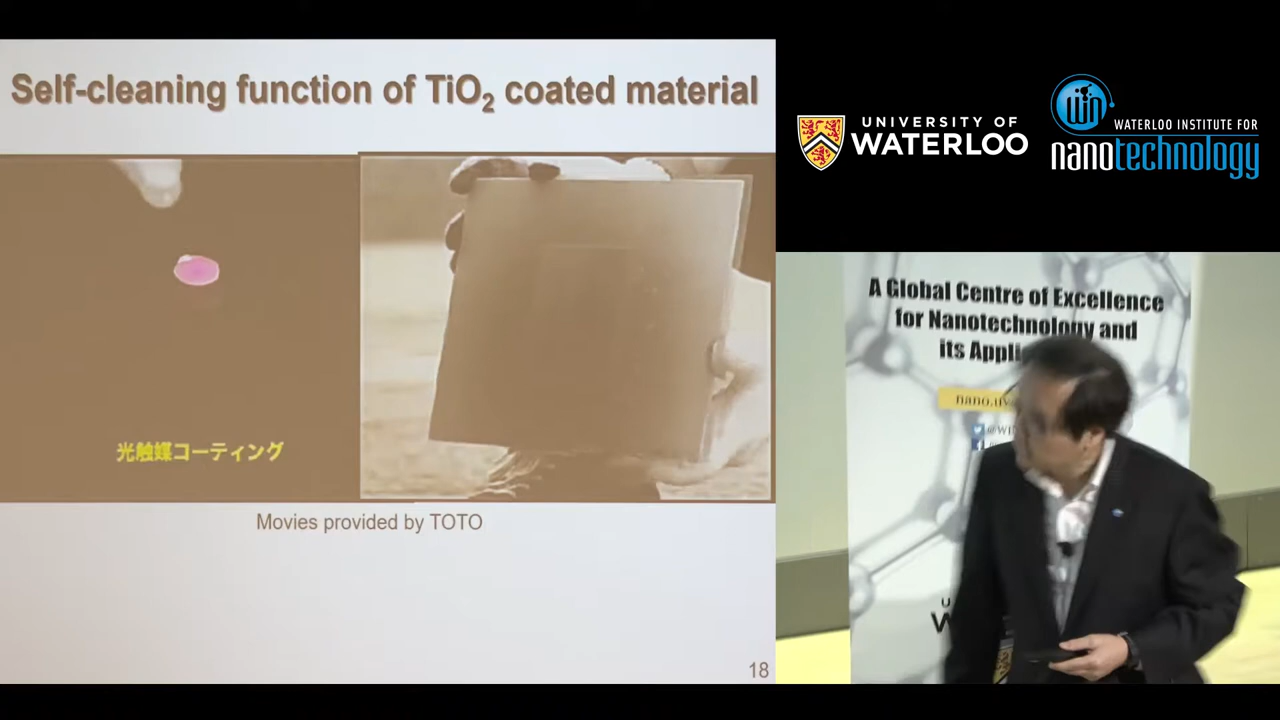 Self-cleaning function of TiO₂ coated material
光触媒コーティング
Movies provided by TOTO
18
UNIVERSITY OF
WATERLOO
WIN
WATERLOO INSTITUTE FOR
nanotechnology
A Global Centre of Excellence
for Nanotechnology and
its